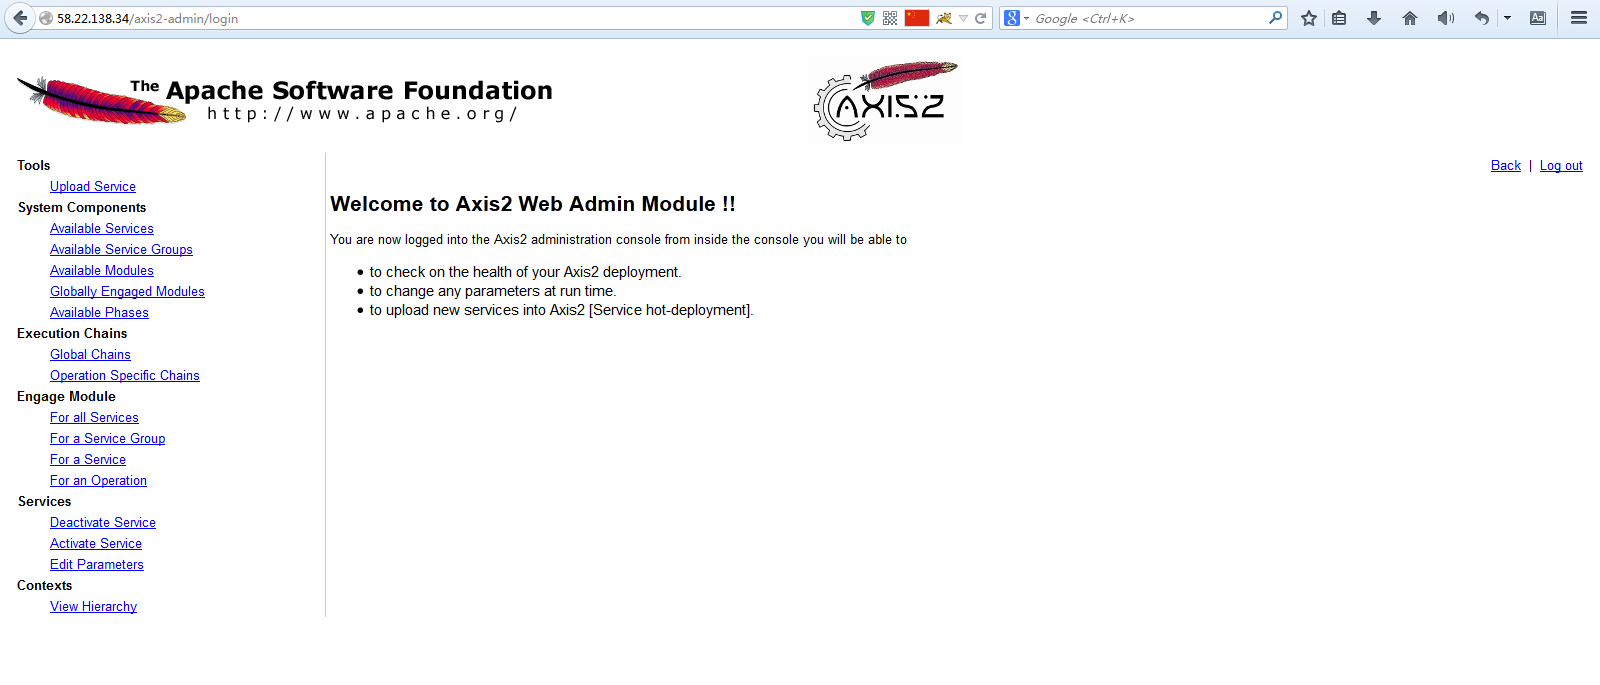 58.22.138.34/axis2-admin/login
Google <Ctrl+K>
The Apache Software Foundation
http://www.apache.org/
AXIS2
Back | Log out
Tools
Upload Service
System Components
Available Services
Available Service Groups
Available Modules
Globally Engaged Modules
Available Phases
Execution Chains
Global Chains
Operation Specific Chains
Engage Module
For all Services
For a Service Group
For a Service
For an Operation
Services
Deactivate Service
Activate Service
Edit Parameters
Contexts
View Hierarchy
Welcome to Axis2 Web Admin Module !!
You are now logged into the Axis2 administration console from inside the console you will be able to
to check on the health of your Axis2 deployment.
to change any parameters at run time.
to upload new services into Axis2 [Service hot-deployment].